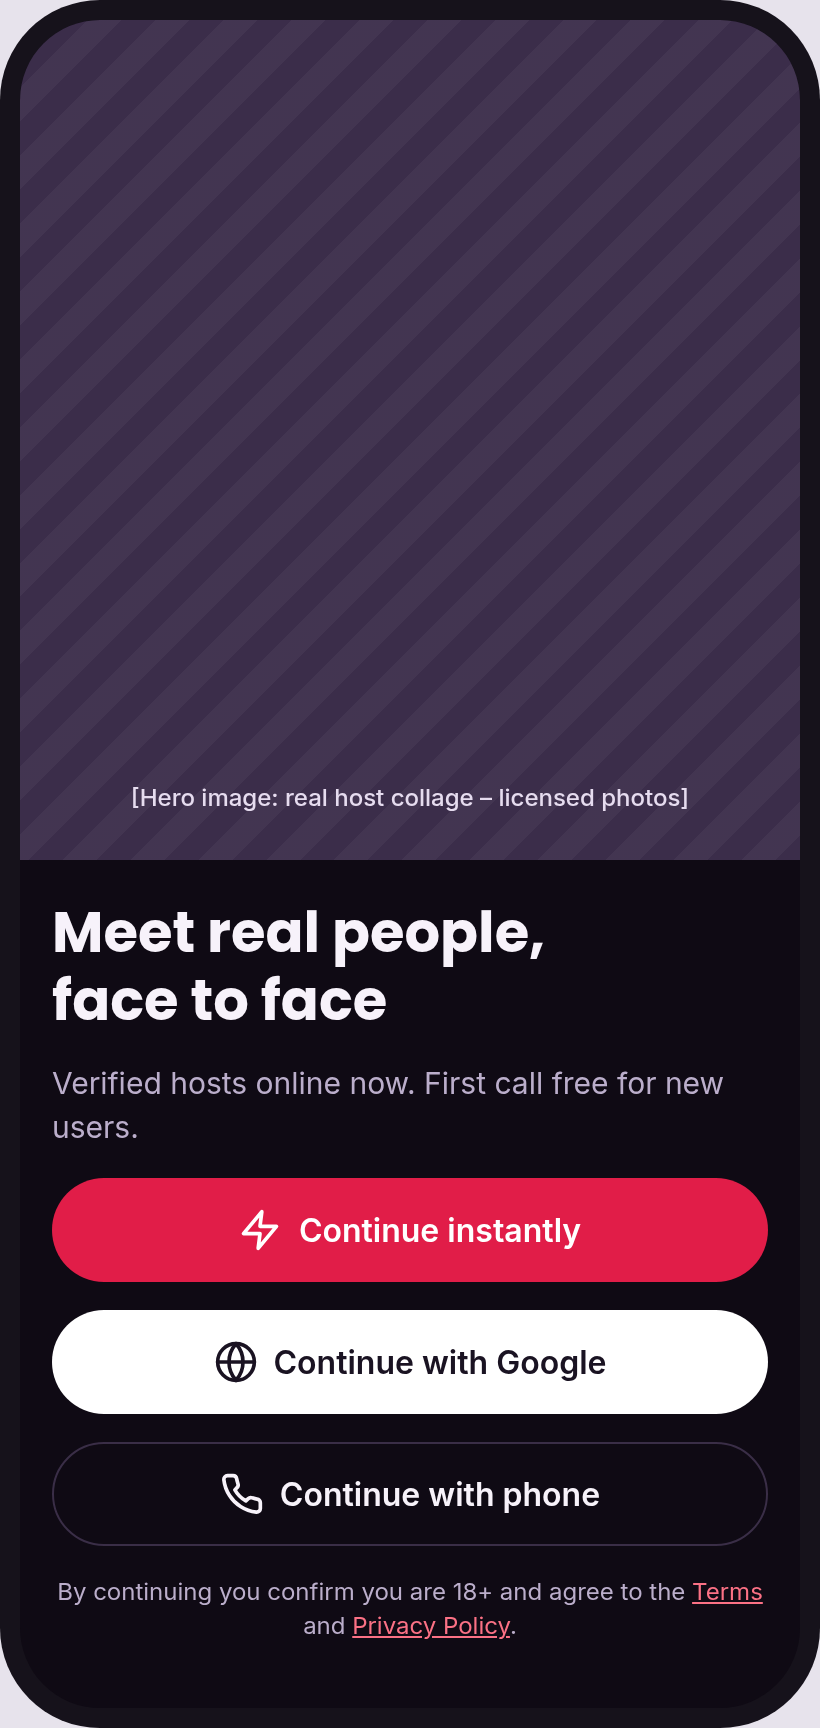 [Hero image: real host collage – licensed photos]
Meet real people,
face to face
Verified hosts online now. First call free for new
users.
Continue instantly
Continue with Google
Continue with phone
By continuing you confirm you are 18+ and agree to the Terms
and Privacy Policy.